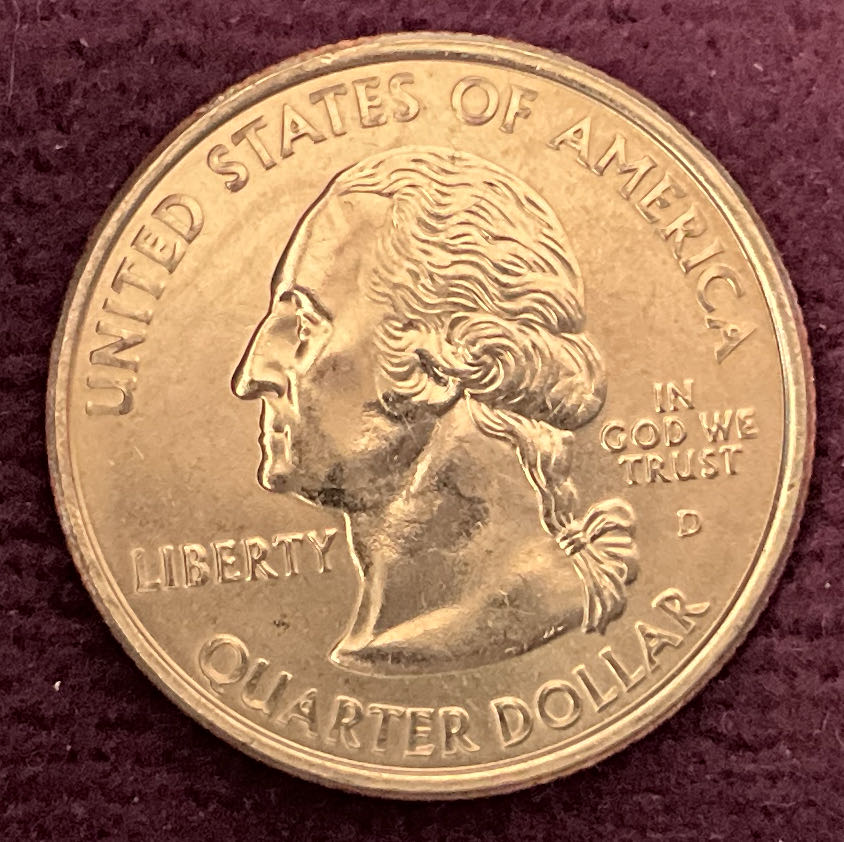 UNITED STATES OF AMERICA
LIBERTY
IN
GOD WE
TRUST
D
QUARTER DOLLAR